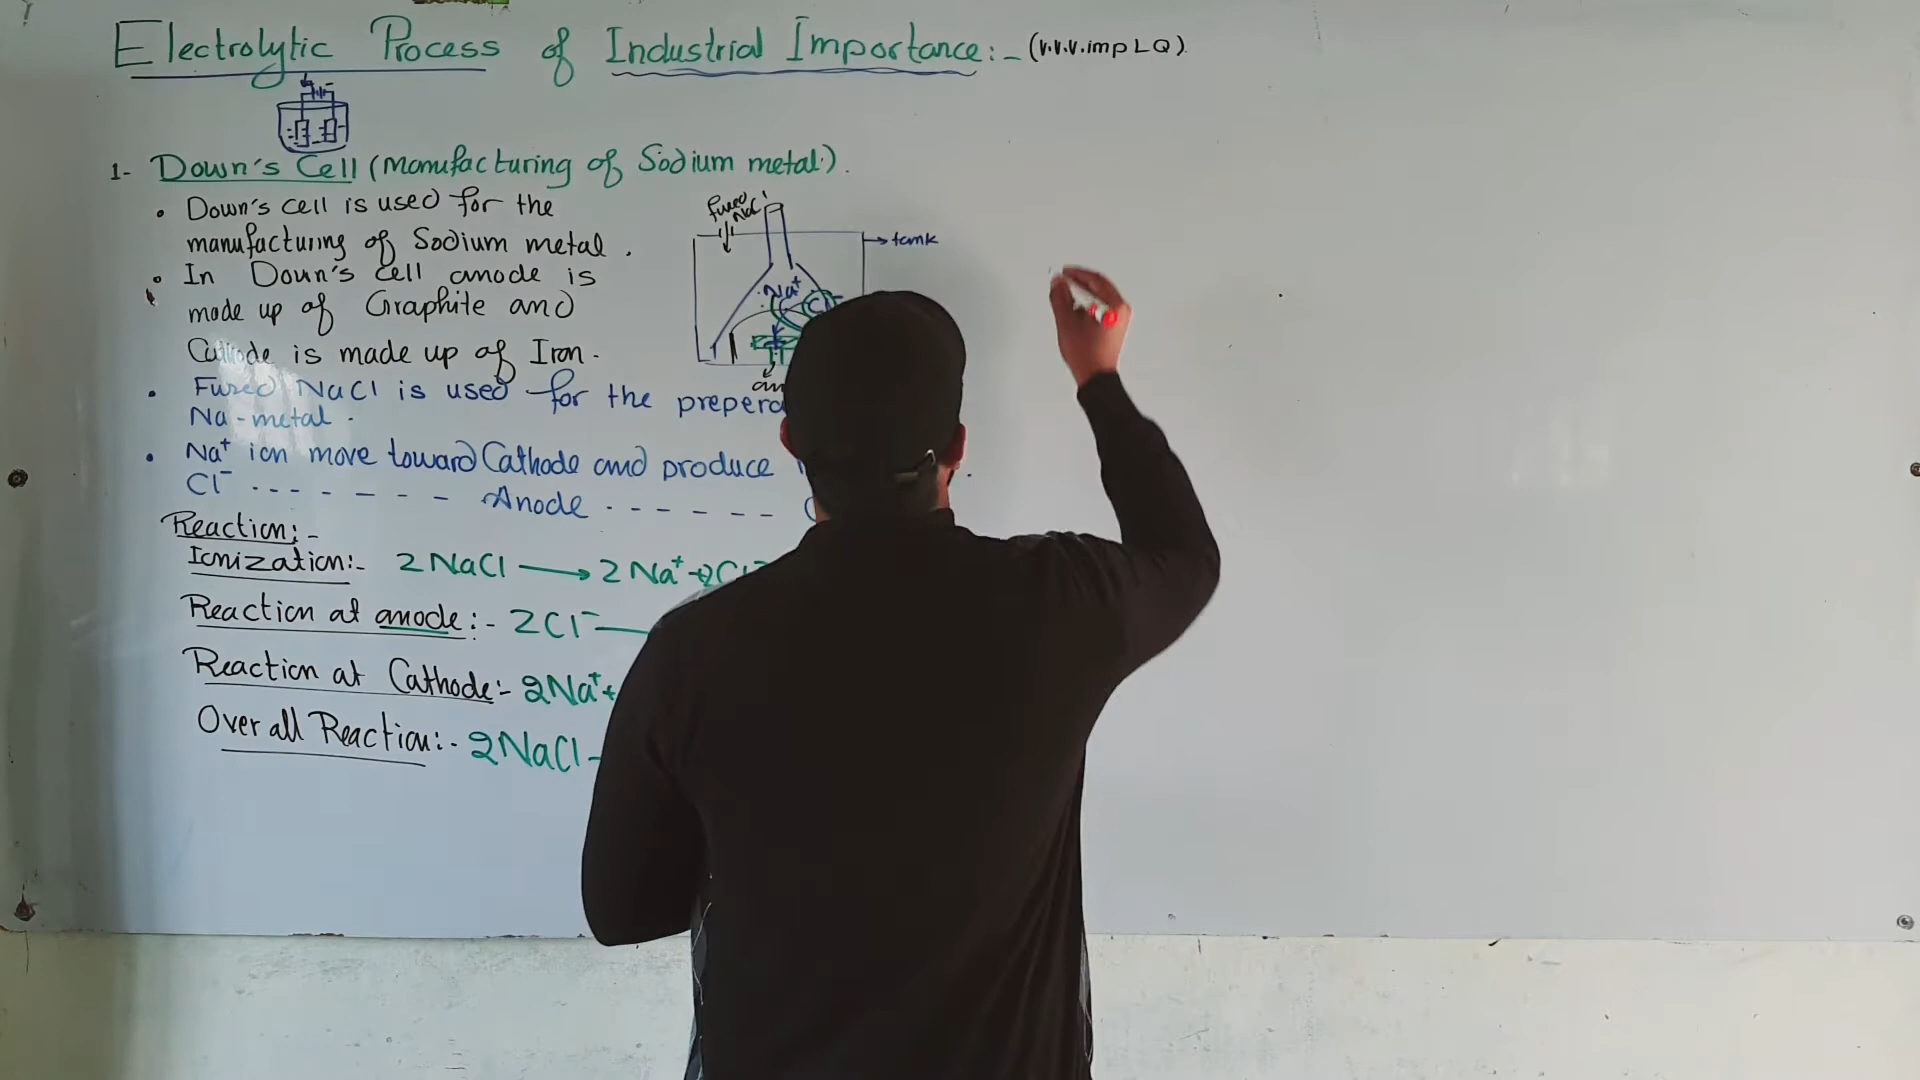 Electrolytic Process of Industrial Importance:- (v.v.v.imp LQ).
1- Down's Cell (Manufacturing of Sodium metal).
• Down's cell is used for the
manufacturing of Sodium metal.
• In Down's cell anode is
made up of Graphite and
Cathode is made up of Iron.
fused
NaCl
→ tank
Na⁺
• Fused NaCl is used for the
Na-metal.
• Na⁺ ion move toward Cathode and produce
Cl⁻ - - - - - - - Anode - - - - - -
Reaction:-
Ionization:- 2NaCl → 2Na⁺ + 2Cl⁻
Reaction at anode:- 2Cl⁻
Reaction at Cathode:- 2Na⁺ +
Over all Reaction:- 2NaCl